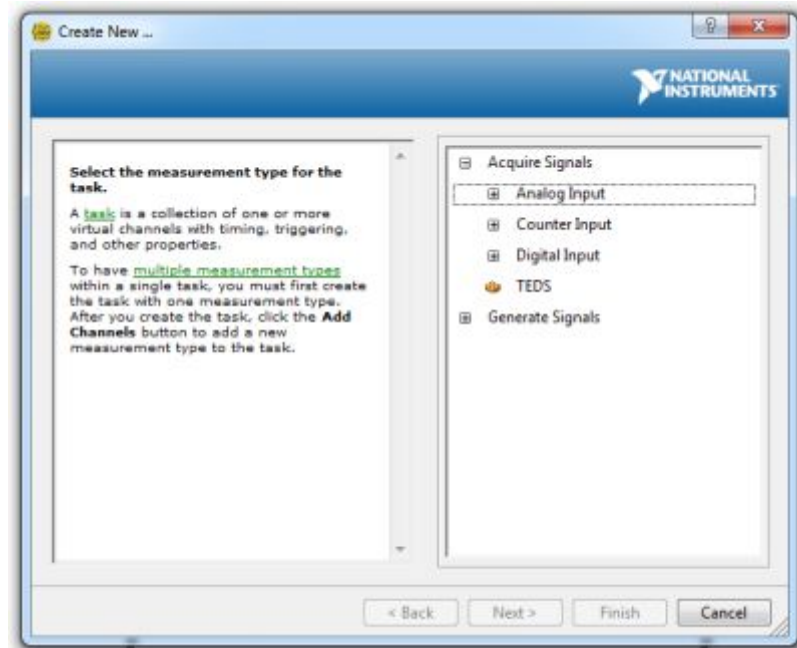 Create New ...
NATIONAL
INSTRUMENTS
Select the measurement type for the
task.
A task is a collection of one or more
virtual channels with timing, triggering,
and other properties.
To have multiple measurement types
within a single task, you must first create
the task with one measurement type.
After you create the task, click the Add
Channels button to add a new
measurement type to the task.
Acquire Signals
Analog Input
Counter Input
Digital Input
TEDS
Generate Signals
< Back Next > Finish Cancel